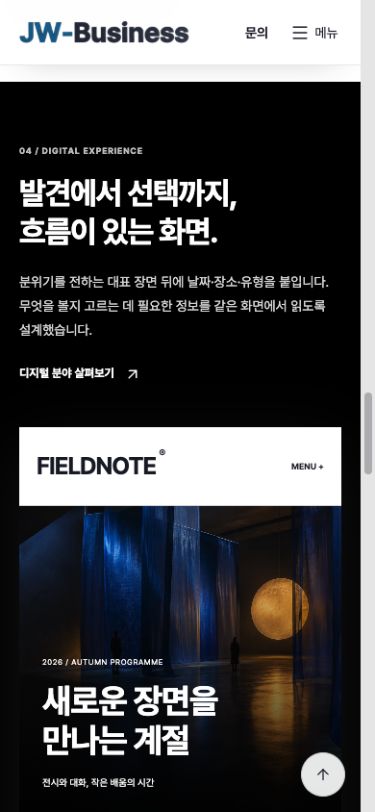 JW-Business
문의
메뉴
04 / DIGITAL EXPERIENCE
발견에서 선택까지,
흐름이 있는 화면.
분위기를 전하는 대표 장면 뒤에 날짜·장소·유형을 붙입니다.
무엇을 볼지 고르는 데 필요한 정보를 같은 화면에서 읽도록
설계했습니다.
디지털 분야 살펴보기
FIELDNOTE®
MENU +
2026 / AUTUMN PROGRAMME
새로운 장면을
만나는 계절
전시와 대화, 작은 배움의 시간